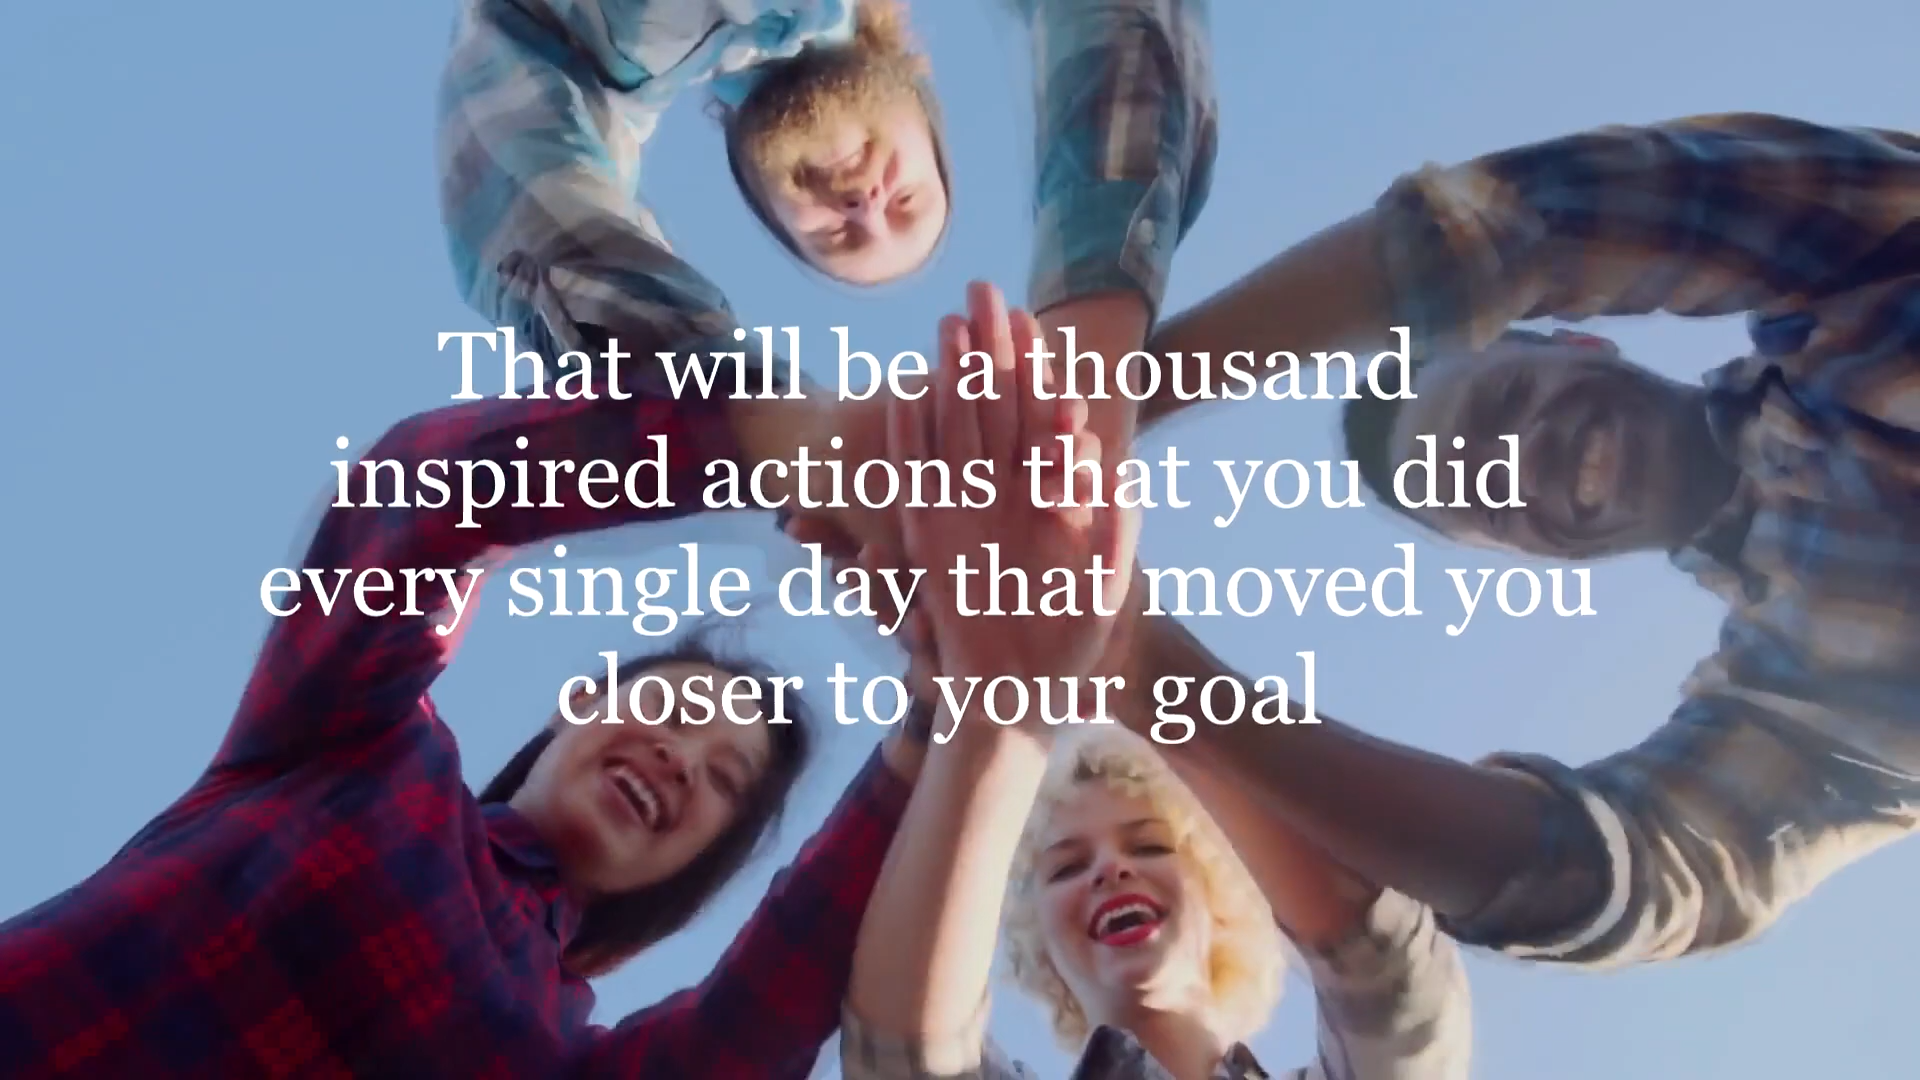 That will be a thousand
inspired actions that you did
every single day that moved you
closer to your goal